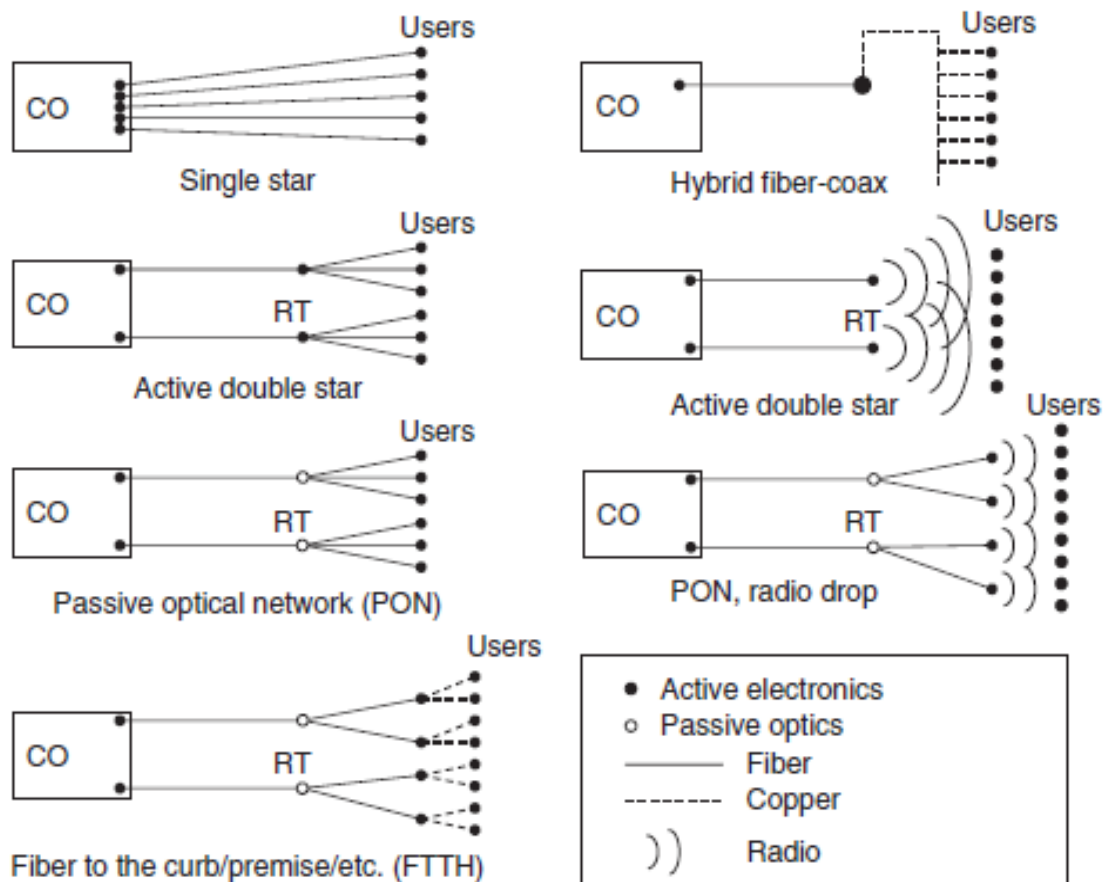 Users
CO
Single star
Users
CO
Hybrid fiber-coax
Users
CO
RT
Active double star
Users
CO
RT
Active double star
Users
CO
RT
Passive optical network (PON)
Users
CO
RT
PON, radio drop
Users
CO
RT
Fiber to the curb/premise/etc. (FTTH)
Active electronics
Passive optics
Fiber
Copper
Radio